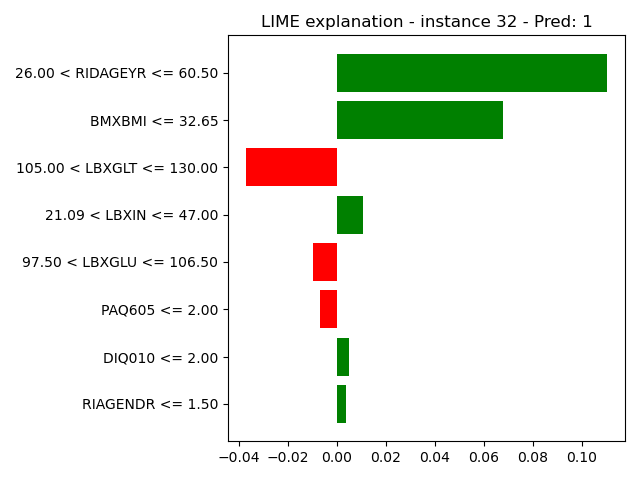 LIME explanation - instance 32 - Pred: 1
26.00 < RIDAGEYR <= 60.50
BMXBMI <= 32.65
105.00 < LBXGLT <= 130.00
21.09 < LBXIN <= 47.00
97.50 < LBXGLU <= 106.50
PAQ605 <= 2.00
DIQ010 <= 2.00
RIAGENDR <= 1.50
−0.04 −0.02 0.00 0.02 0.04 0.06 0.08 0.10